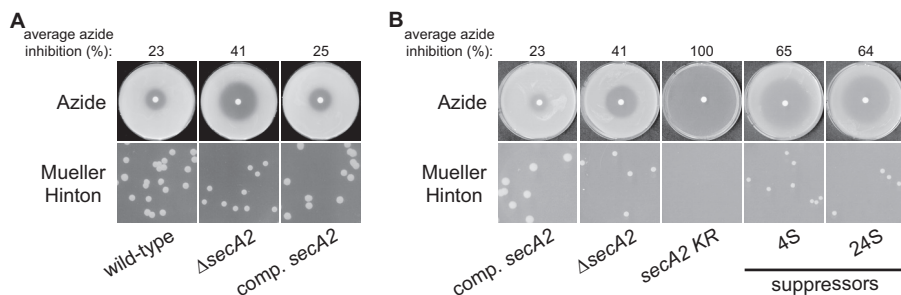 A
average azide
inhibition (%): 23 41 25
Azide
Mueller
Hinton
wild-type ΔsecA2 comp. secA2
B
average azide
inhibition (%): 23 41 100 65 64
Azide
Mueller
Hinton
comp. secA2 ΔsecA2 secA2 KR 4S 24S
suppressors